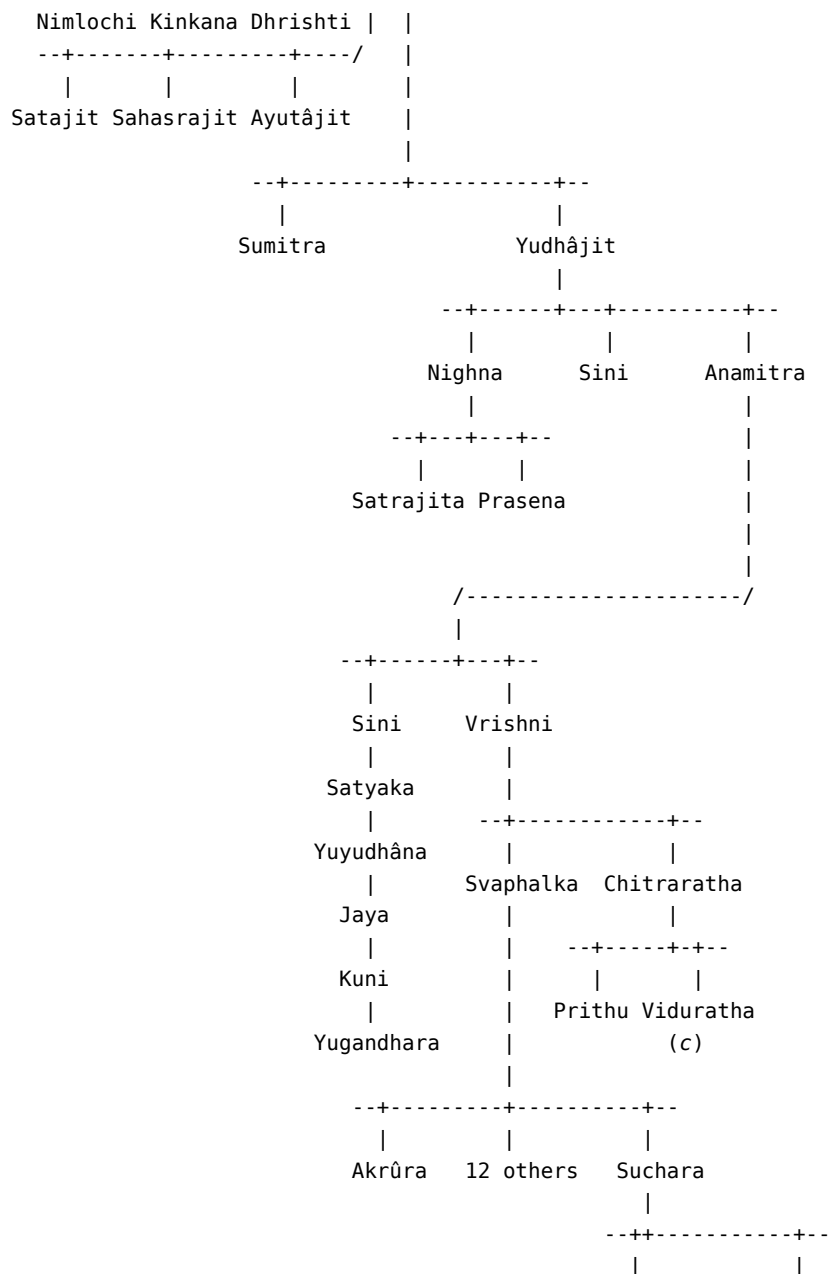 Nimlochi Kinkana Dhrishti |  |
--+-------+---------+----/   |
|       |         |        |
Satajit Sahasrajit Ayutâjit    |
|
--+---------+-----------+--
|                     |
Sumitra               Yudhâjit
|
--+------+---+----------+--
|          |          |
Nighna      Sini      Anamitra
|                     |
--+---+---+--               |
|       |                 |
Satrajita Prasena              |
|
|
/----------------------/
|
--+------+---+--
|          |
Sini     Vrishni
|          |
Satyaka      |
|        --+------------+--
Yuyudhâna      |            |
|       Svaphalka  Chitraratha
Jaya         |            |
|          |    --+-----+-+--
Kuni         |      |       |
|          |   Prithu Viduratha
Yugandhara     |            (c)
|
--+---------+----------+--
|         |          |
Akrûra   12 others   Suchara
|
--++-----------+--
|            |